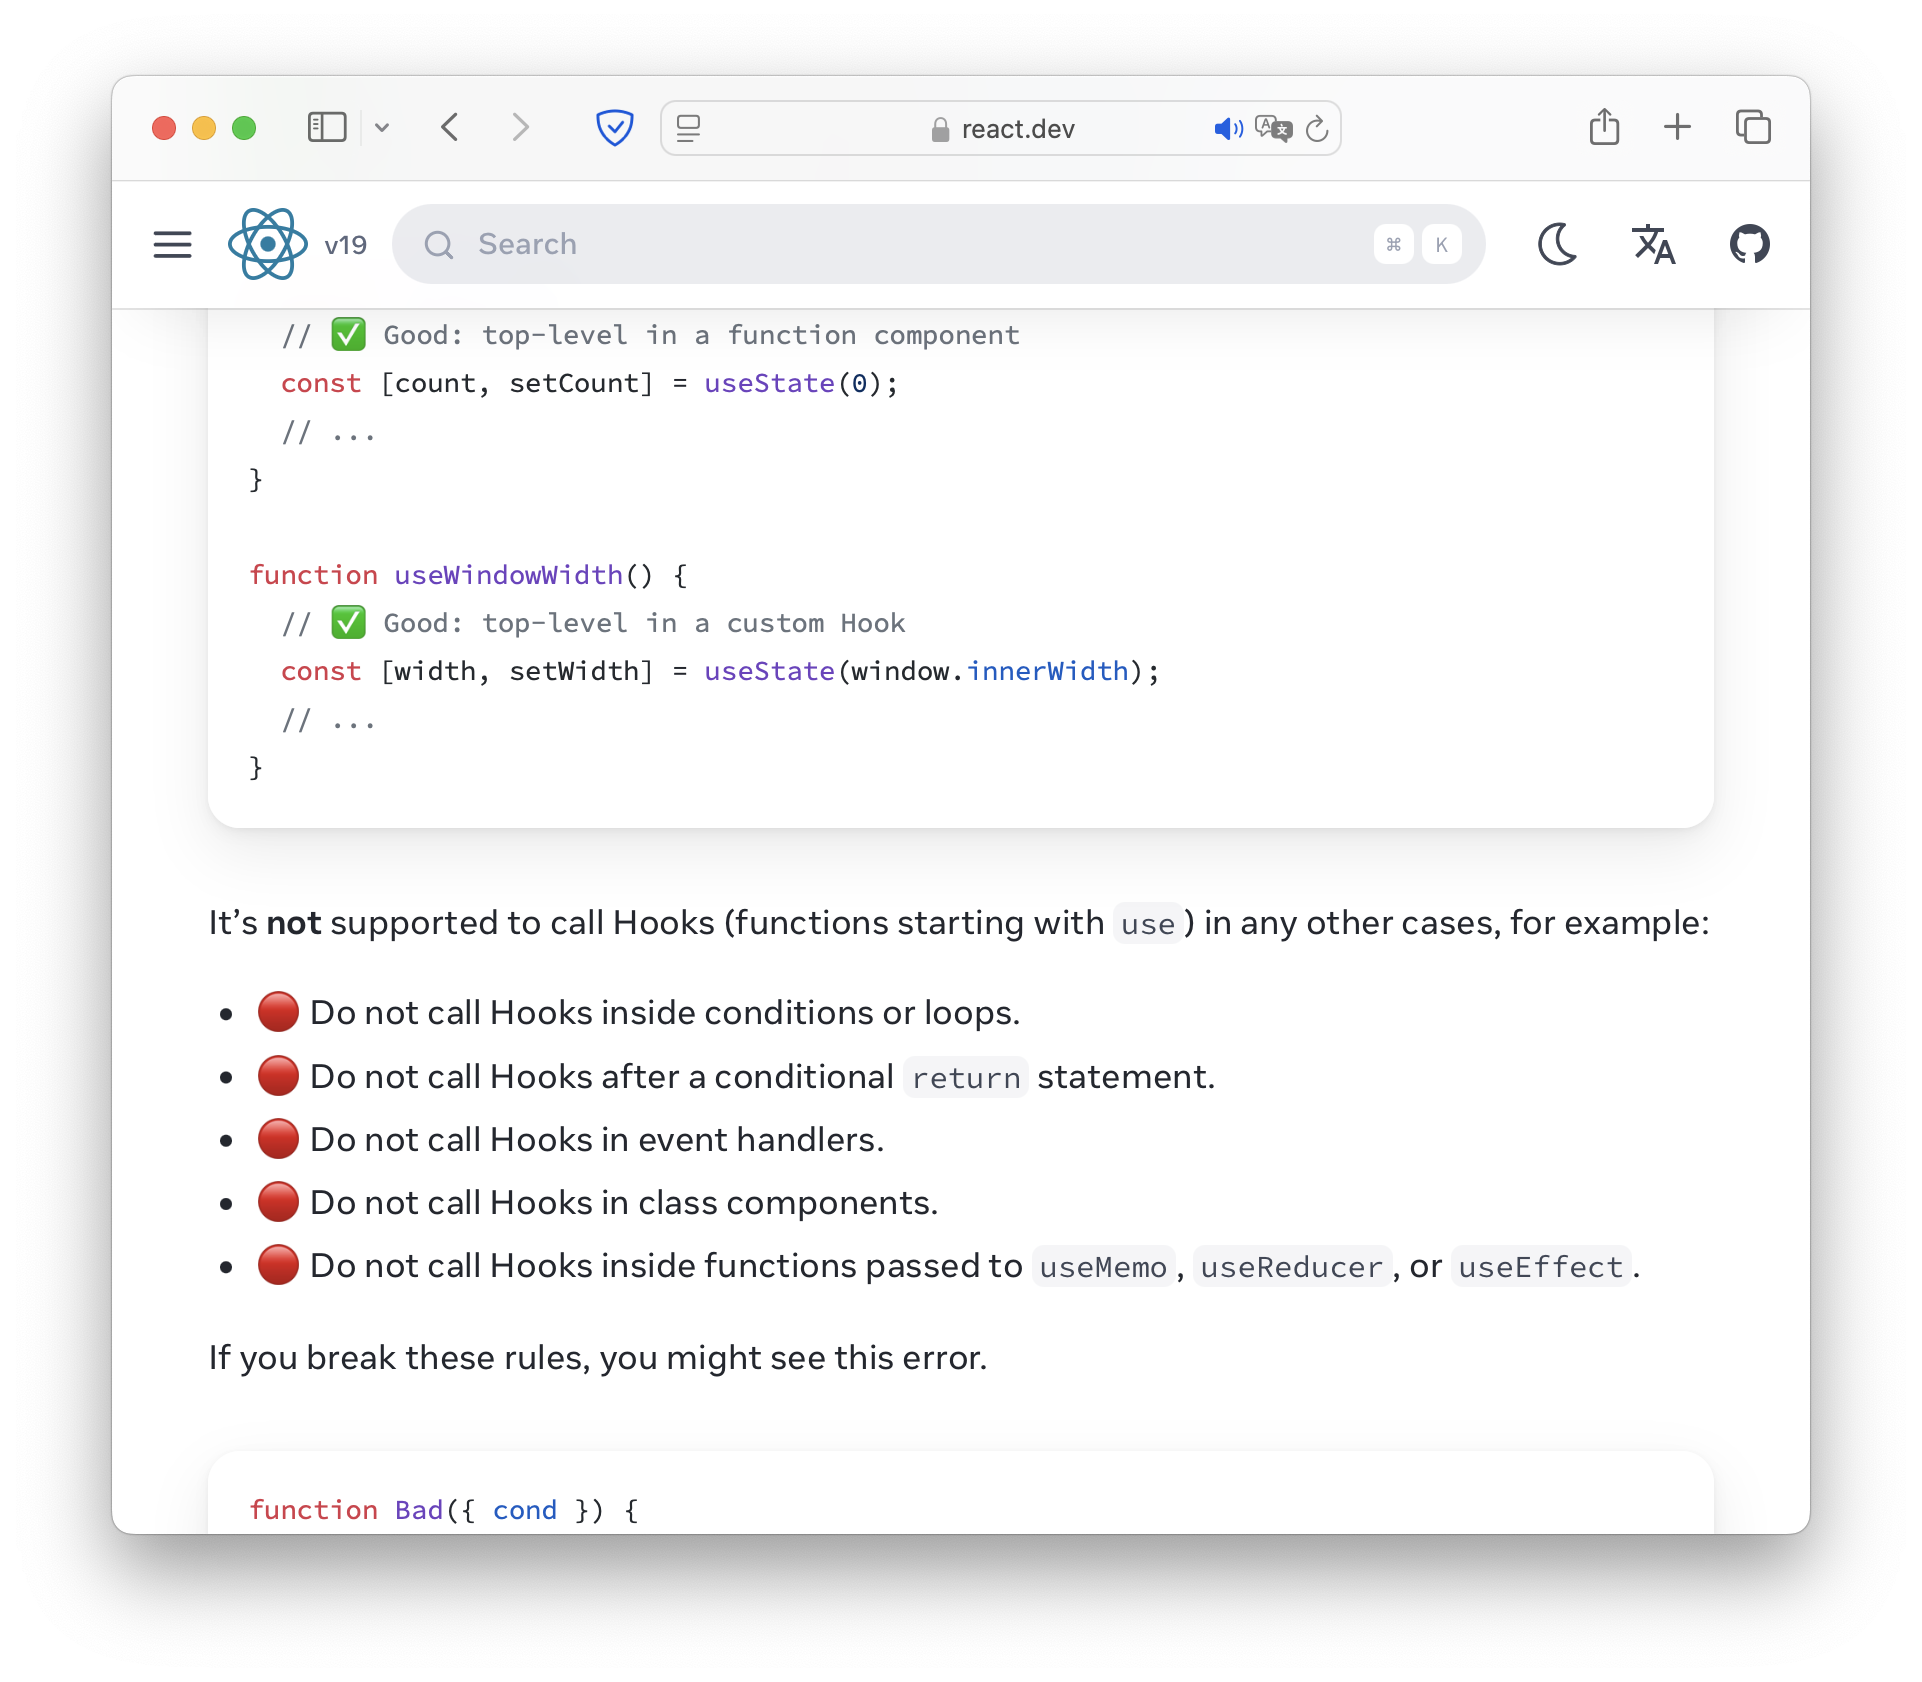 react.dev
v19
Search
⌘ K
// ✅ Good: top-level in a function component
const [count, setCount] = useState(0);
// ...
}
function useWindowWidth() {
// ✅ Good: top-level in a custom Hook
const [width, setWidth] = useState(window.innerWidth);
// ...
}
It’s not supported to call Hooks (functions starting with use) in any other cases, for example:
• 🔴 Do not call Hooks inside conditions or loops.
• 🔴 Do not call Hooks after a conditional return statement.
• 🔴 Do not call Hooks in event handlers.
• 🔴 Do not call Hooks in class components.
• 🔴 Do not call Hooks inside functions passed to useMemo, useReducer, or useEffect.
If you break these rules, you might see this error.
function Bad({ cond }) {